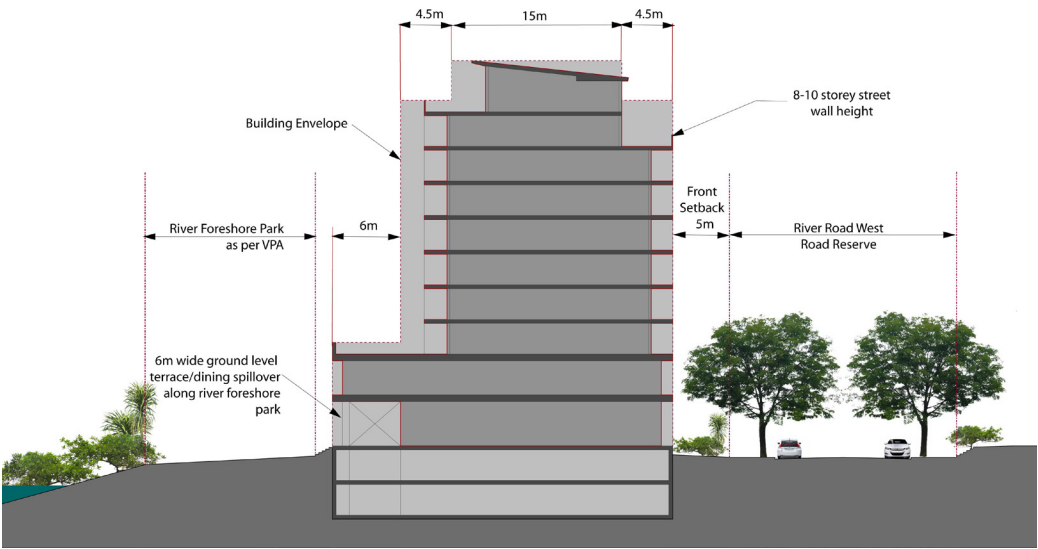 4.5m
15m
4.5m
8-10 storey street
wall height
Building Envelope
Front
Setback
5m
River Foreshore Park
as per VPA
6m
River Road West
Road Reserve
6m wide ground level
terrace/dining spillover
along river foreshore
park